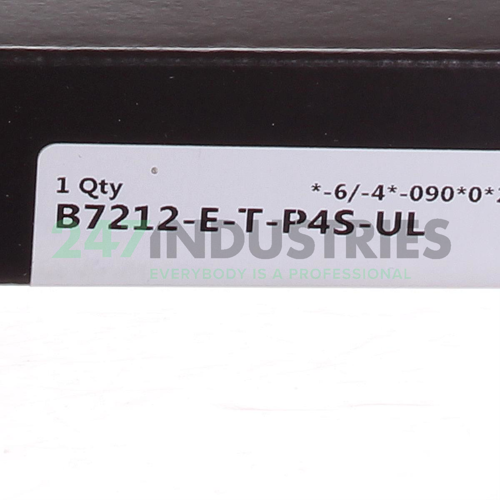 1 Qty *-6/-4*-090*0*
B7212-E-T-P4S-UL
247INDUSTRIES
EVERYBODY IS A PROFESSIONAL